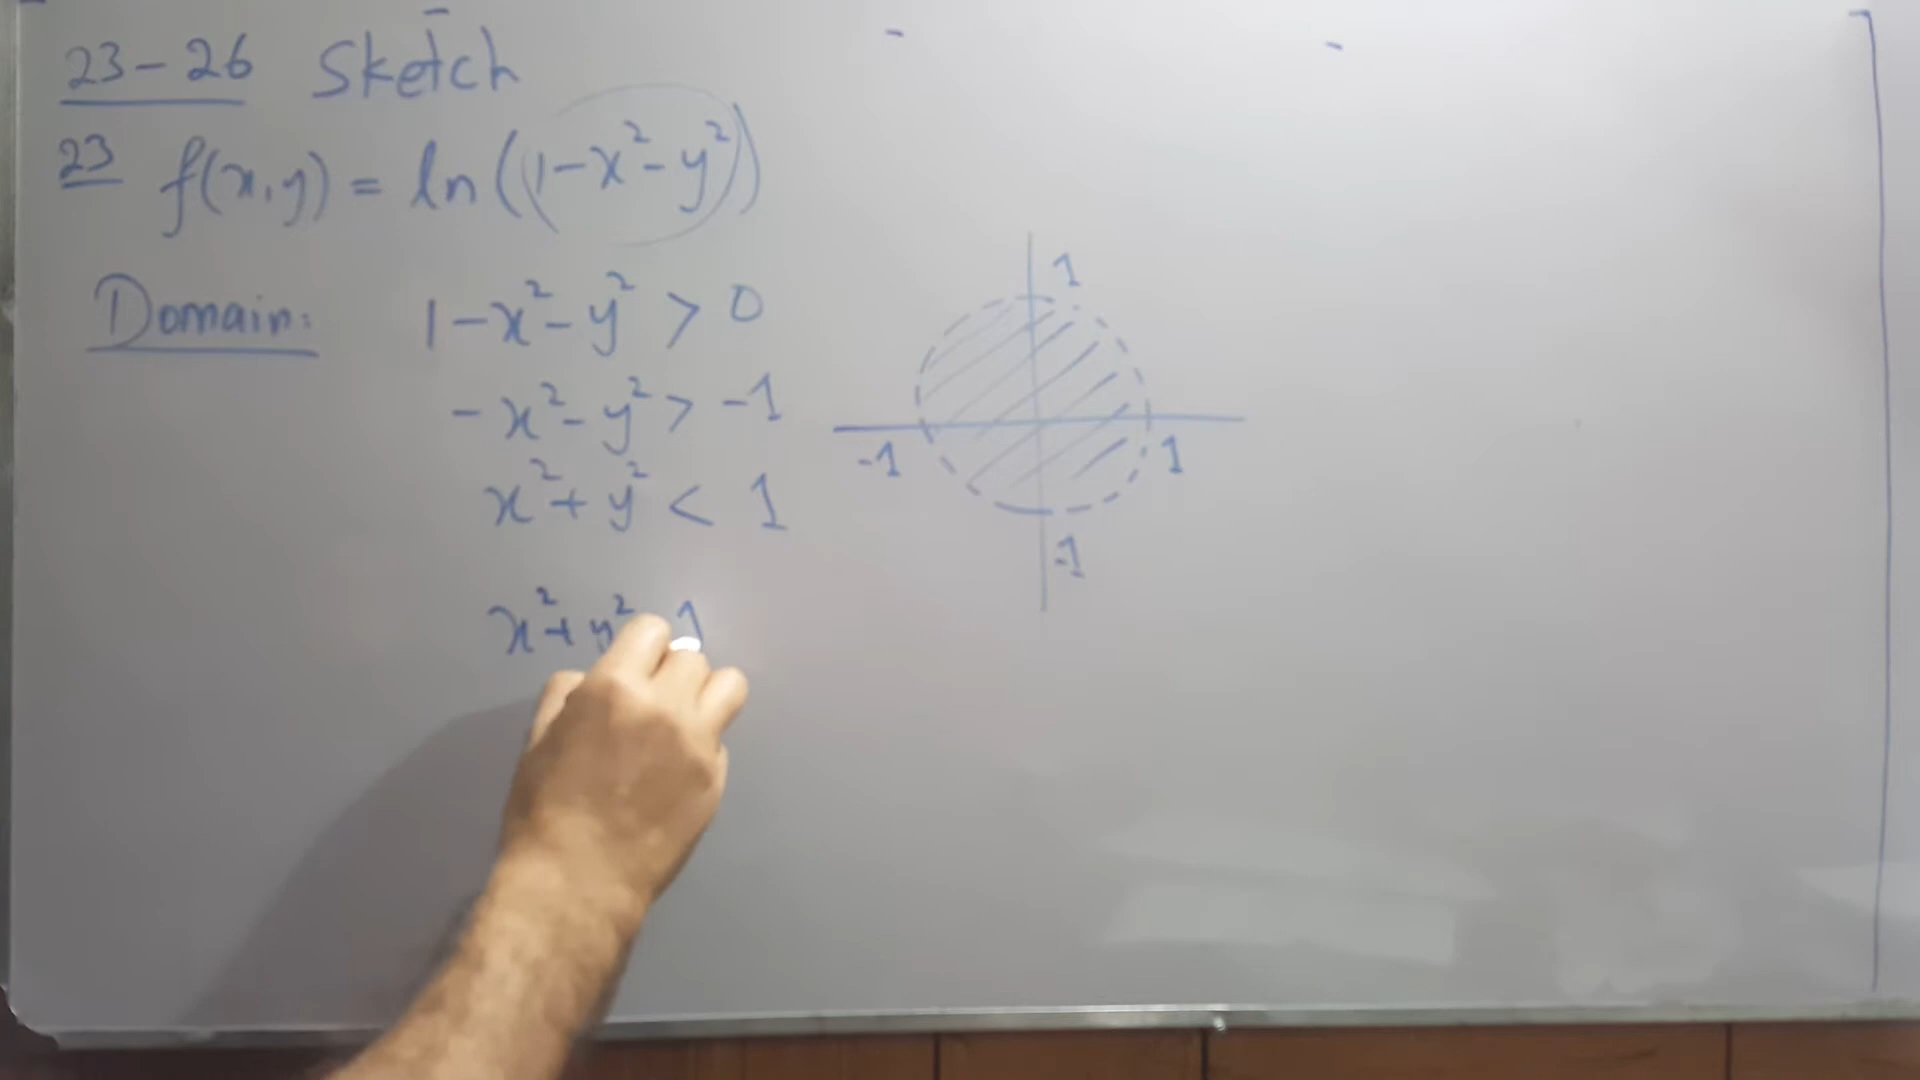 23-26 Sketch
23 f(x,y) = ln(1-x²-y²)
Domain: 1-x²-y² > 0
-x²-y² > -1
x²+y² < 1
x²+y² 1
1
-1 1
-1